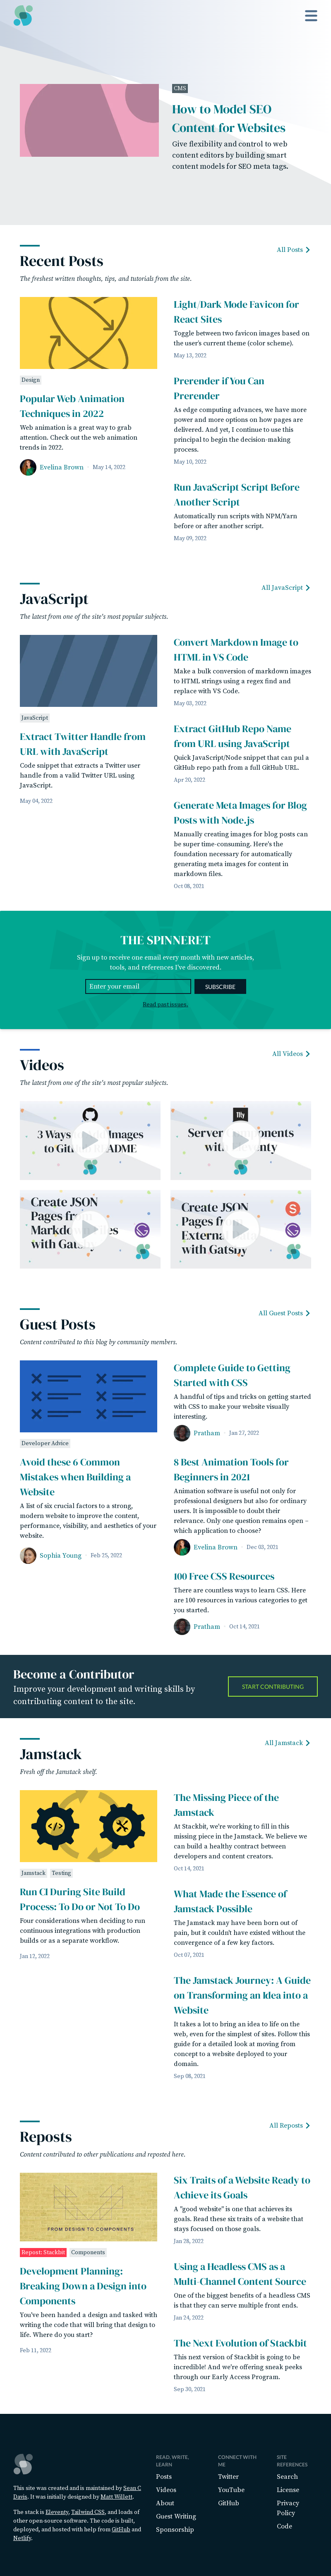 CMS
How to Model SEO
Content for Websites
Give flexibility and control to web
content editors by building smart
content models for SEO meta tags.
All Posts
Recent Posts
The freshest written thoughts, tips, and tutorials from the site.
Design
Popular Web Animation
Techniques in 2022
Web animation is a great way to grab
attention. Check out the web animation
trends in 2022.
Evelina Brown
May 14, 2022
Light/Dark Mode Favicon for
React Sites
Toggle between two favicon images based on
the user's current theme (color scheme).
May 13, 2022
Prerender if You Can
Prerender
As edge computing advances, we have more
power and more options on how pages are
delivered. And yet, I continue to use this
principal to begin the decision-making
process.
May 10, 2022
Run JavaScript Script Before
Another Script
Automatically run scripts with NPM/Yarn
before or after another script.
May 09, 2022
All JavaScript
JavaScript
The latest from one of the site's most popular subjects.
JavaScript
Extract Twitter Handle from
URL with JavaScript
Code snippet that extracts a Twitter user
handle from a valid Twitter URL using
JavaScript.
May 04, 2022
Convert Markdown Image to
HTML in VS Code
Make a bulk conversion of markdown images
to HTML strings using a regex find and
replace with VS Code.
May 03, 2022
Extract GitHub Repo Name
from URL using JavaScript
Quick JavaScript/Node snippet that can pul a
GitHub repo path from a full GitHub URL.
Apr 20, 2022
Generate Meta Images for Blog
Posts with Node.js
Manually creating images for blog posts can
be super time-consuming. Here's the
foundation necessary for automatically
generating meta images for content in
markdown files.
Oct 08, 2021
THE SPINNERET
Sign up to receive one email every month with new articles,
tools, and references I've discovered.
Enter your email
SUBSCRIBE
Read past issues.
All Videos
Videos
The latest from one of the site's most popular subjects.
3 Ways
Images
to Git
ADME
11ty
Server
ponents
wit
nty
Create JSON
Pages from
Markdo
es
with Gats
Create JSON
Pages fr
Externa
with Gatsby
All Guest Posts
Guest Posts
Content contributed to this blog by community members.
Developer Advice
Avoid these 6 Common
Mistakes when Building a
Website
A list of six crucial factors to a strong,
modern website to improve the content,
performance, visibility, and aesthetics of your
website.
Sophia Young
Feb 25, 2022
Complete Guide to Getting
Started with CSS
A handful of tips and tricks on getting started
with CSS to make your website visually
interesting.
Pratham
Jan 27, 2022
8 Best Animation Tools for
Beginners in 2021
Animation software is useful not only for
professional designers but also for ordinary
users. It is impossible to doubt their
relevance. Only one question remains open –
which application to choose?
Evelina Brown
Dec 03, 2021
100 Free CSS Resources
There are countless ways to learn CSS. Here
are 100 resources in various categories to get
you started.
Pratham
Oct 14, 2021
Become a Contributor
Improve your development and writing skills by
contributing content to the site.
START CONTRIBUTING
All Jamstack
Jamstack
Fresh off the Jamstack shelf.
Jamstack
Testing
Run CI During Site Build
Process: To Do or Not To Do
Four considerations when deciding to run
continuous integrations with production
builds or as a separate workflow.
Jan 12, 2022
The Missing Piece of the
Jamstack
At Stackbit, we're working to fill in this
missing piece in the Jamstack. We believe we
can build a healthy contract between
developers and content creators.
Oct 14, 2021
What Made the Essence of
Jamstack Possible
The Jamstack may have been born out of
pain, but it couldn't have existed without the
convergence of a few key factors.
Oct 07, 2021
The Jamstack Journey: A Guide
on Transforming an Idea into a
Website
It takes a lot to bring an idea to life on the
web, even for the simplest of sites. Follow this
guide for a detailed look at moving from
concept to a website deployed to your
domain.
Sep 08, 2021
All Reposts
Reposts
Content contributed to other publications and reposted here.
FROM DESIGN TO COMPONENTS
Repost: Stacklist
Components
Development Planning:
Breaking Down a Design into
Components
You've been handed a design and tasked with
writing the code that will bring that design to
life. Where do you start?
Feb 11, 2022
Six Traits of a Website Ready to
Achieve its Goals
A "good website" is one that achieves its
goals. Read these six traits of a website that
stays focused on those goals.
Jan 28, 2022
Using a Headless CMS as a
Multi-Channel Content Source
One of the biggest benefits of a headless CMS
is that they can serve multiple front ends.
Jan 24, 2022
The Next Evolution of Stackbit
This next version of Stackbit is going to be
incredible! And we're offering sneak peeks
through our Early Access Program.
Sep 30, 2021
This site was created and is maintained by Sean C
Davis. It was initially designed by Matt Willett.
The stack is Eleventy, Tailwind CSS, and loads of
other open-source software. The code is built,
deployed, and hosted with help from GitHub and
Netlify.
READ, WRITE,
LEARN
Posts
Videos
About
Guest Writing
Sponsorship
CONNECT WITH
ME
Twitter
YouTube
GitHub
SITE
REFERENCES
Search
License
Privacy
Policy
Code